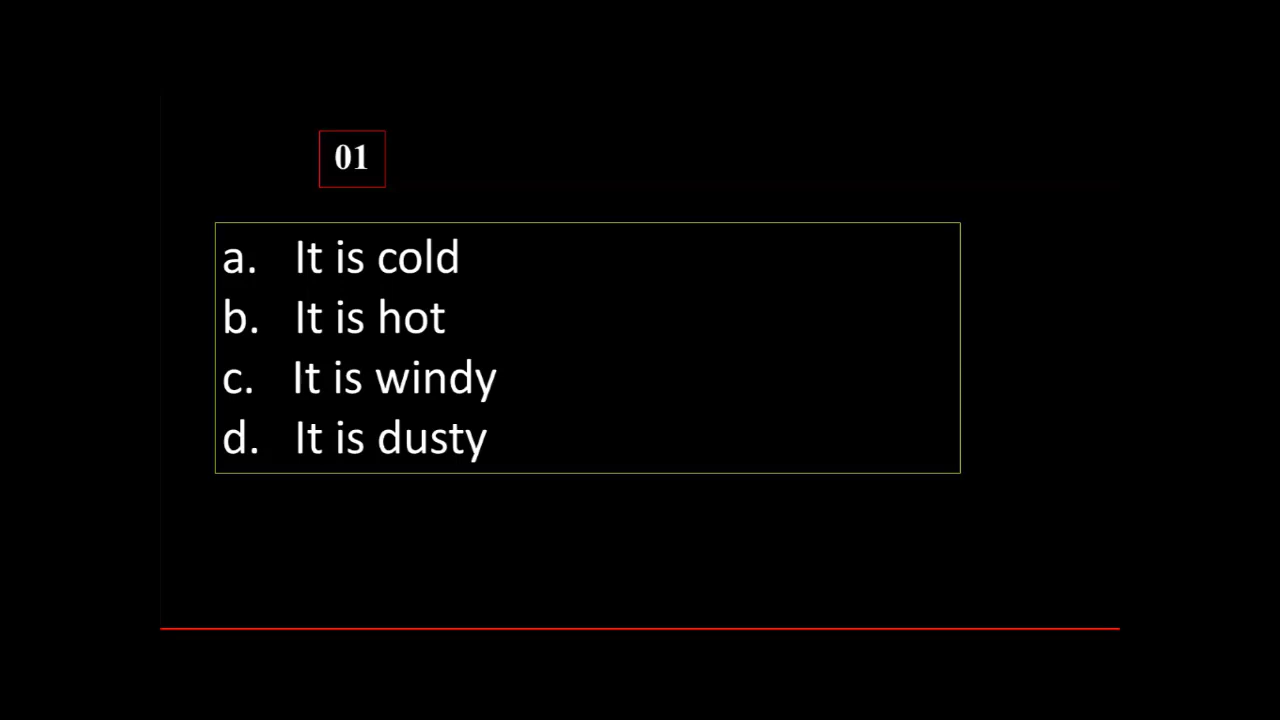 01
a. It is cold
b. It is hot
c. It is windy
d. It is dusty